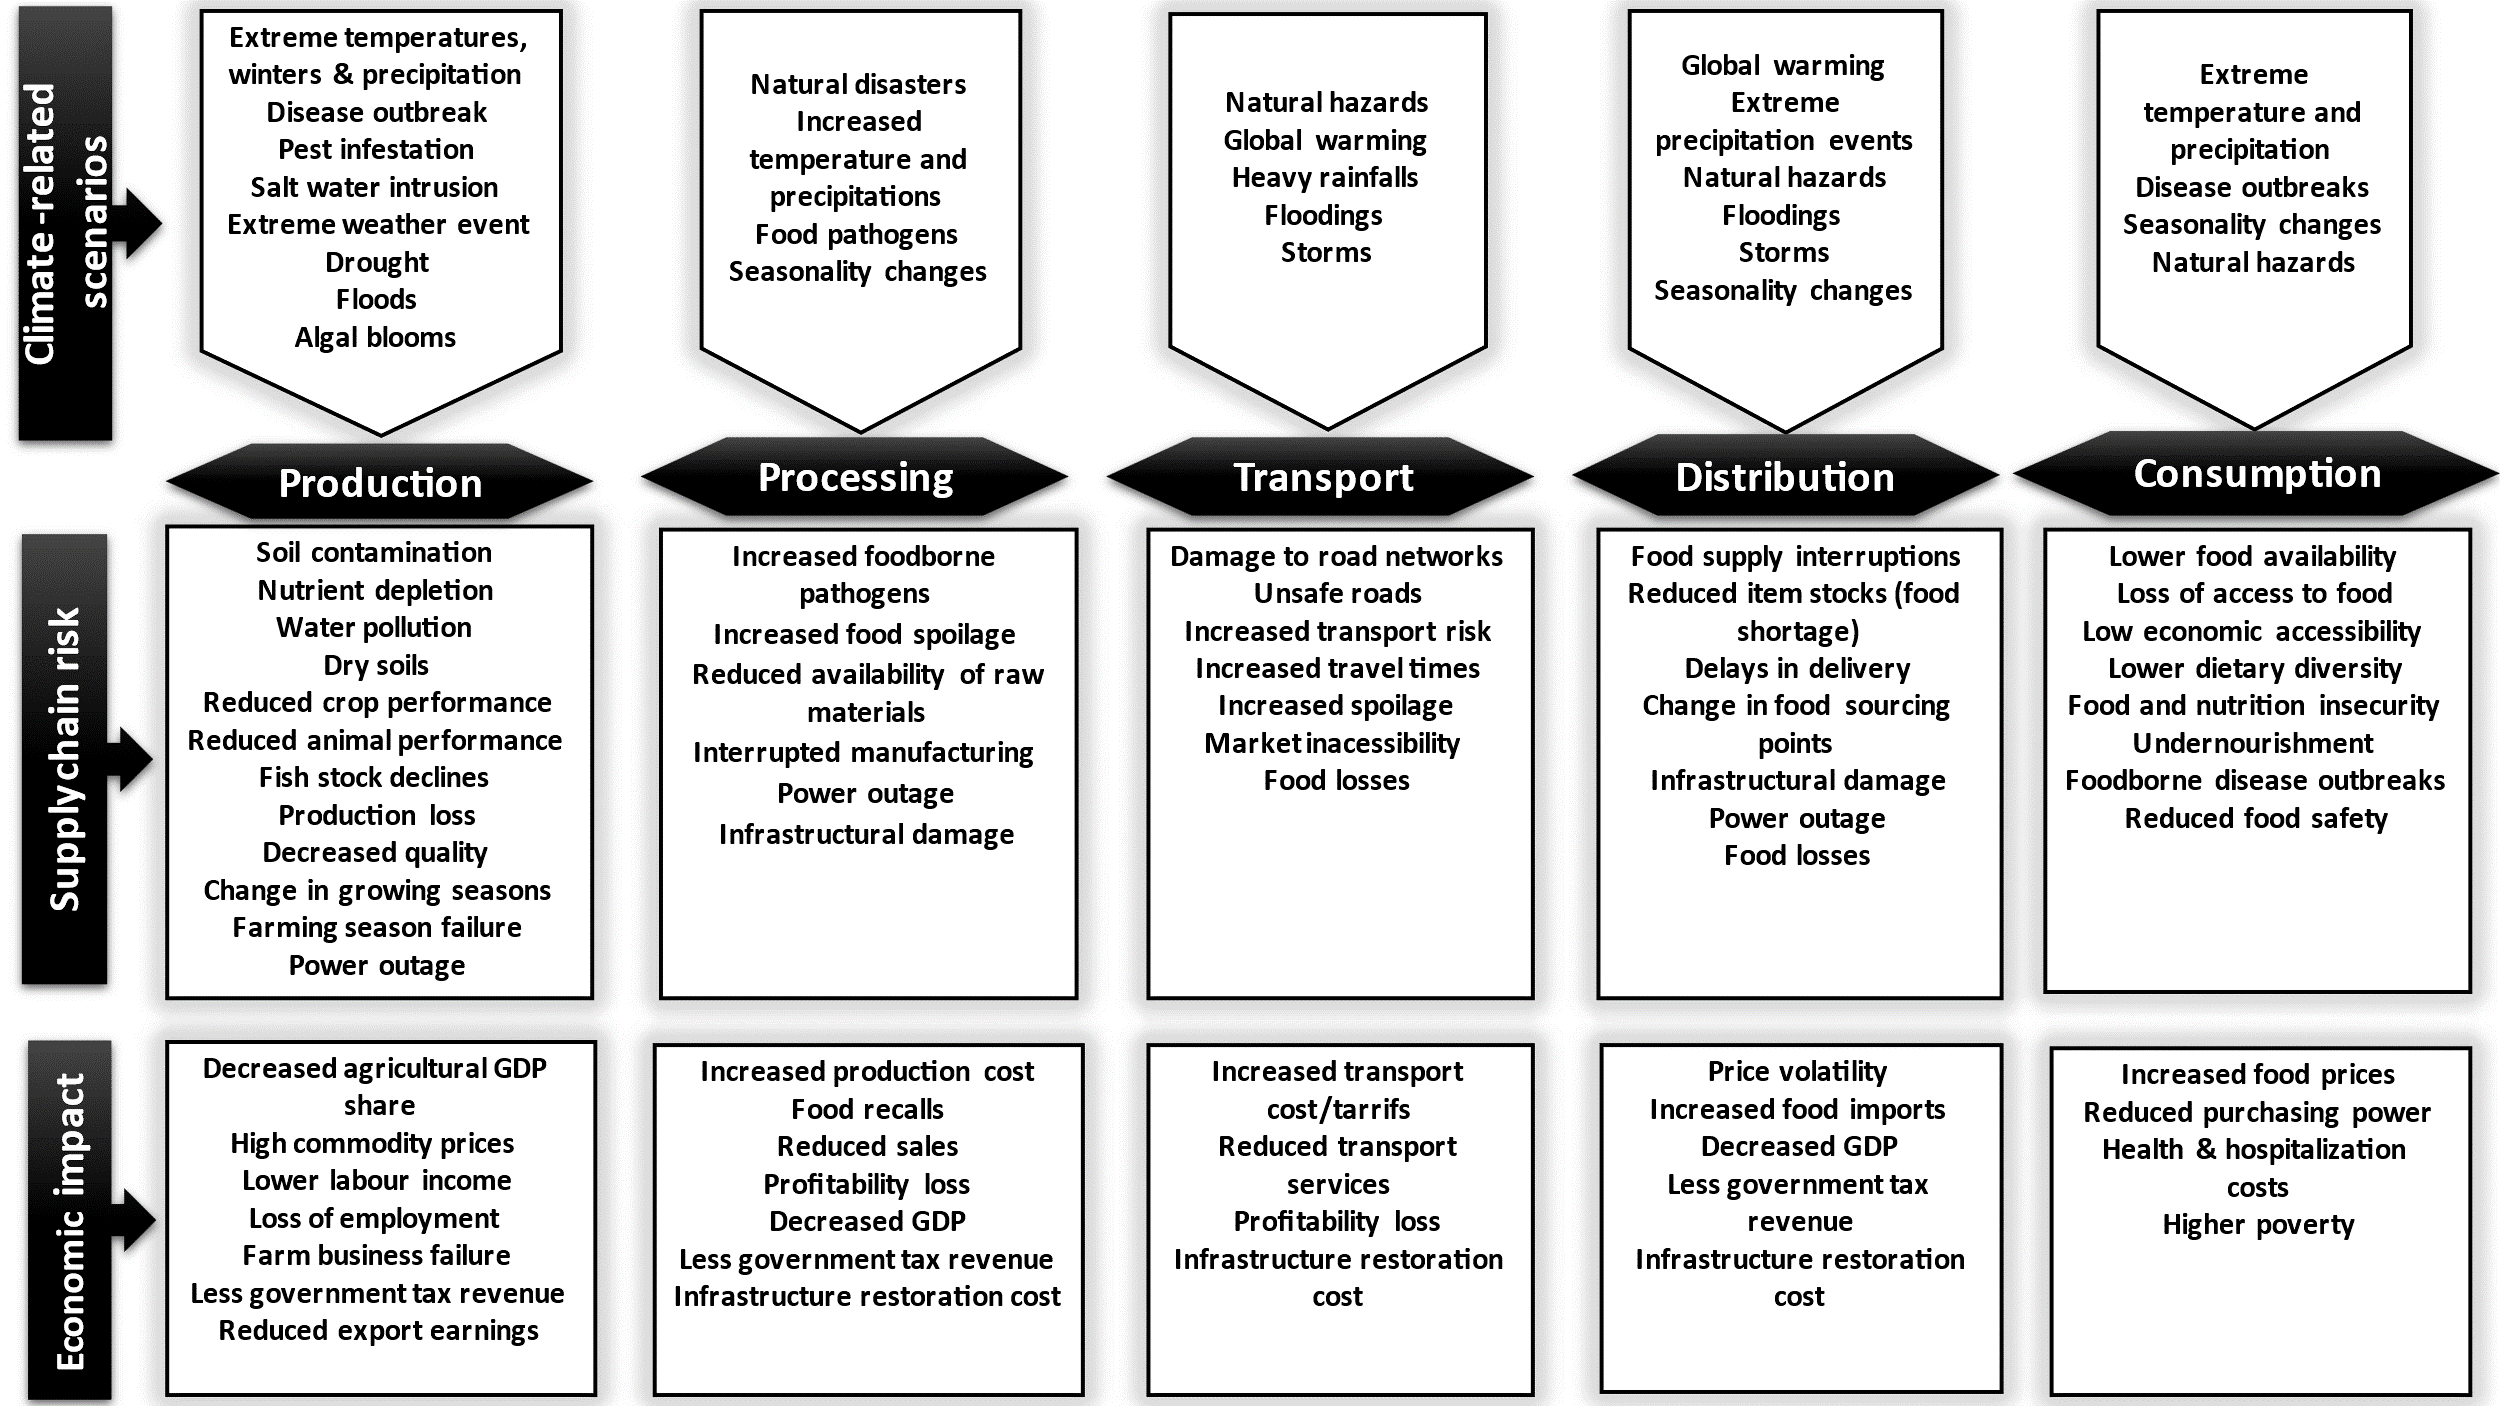 Climate-related
scenarios
Extreme temperatures,
winters & precipitation
Disease outbreak
Pest infestation
Salt water intrusion
Extreme weather event
Drought
Floods
Algal blooms
Natural disasters
Increased
temperature and
precipitations
Food pathogens
Seasonality changes
Natural hazards
Global warming
Heavy rainfalls
Floodings
Storms
Global warming
Extreme
precipitation events
Natural hazards
Floodings
Storms
Seasonality changes
Extreme
temperature and
precipitation
Disease outbreaks
Seasonality changes
Natural hazards
Production
Processing
Transport
Distribution
Consumption
Supply chain risk
Soil contamination
Nutrient depletion
Water pollution
Dry soils
Reduced crop performance
Reduced animal performance
Fish stock declines
Production loss
Decreased quality
Change in growing seasons
Farming season failure
Power outage
Increased foodborne
pathogens
Increased food spoilage
Reduced availability of raw
materials
Interrupted manufacturing
Power outage
Infrastructural damage
Damage to road networks
Unsafe roads
Increased transport risk
Increased travel times
Increased spoilage
Market inacessibility
Food losses
Food supply interruptions
Reduced item stocks (food
shortage)
Delays in delivery
Change in food sourcing
points
Infrastructural damage
Power outage
Food losses
Lower food availability
Loss of access to food
Low economic accessibility
Lower dietary diversity
Food and nutrition insecurity
Undernourishment
Foodborne disease outbreaks
Reduced food safety
Economic impact
Decreased agricultural GDP
share
High commodity prices
Lower labour income
Loss of employment
Farm business failure
Less government tax revenue
Reduced export earnings
Increased production cost
Food recalls
Reduced sales
Profitability loss
Decreased GDP
Less government tax revenue
Infrastructure restoration cost
Increased transport
cost/tarrifs
Reduced transport
services
Profitability loss
Infrastructure restoration
cost
Price volatility
Increased food imports
Decreased GDP
Less government tax
revenue
Infrastructure restoration
cost
Increased food prices
Reduced purchasing power
Health & hospitalization
costs
Higher poverty